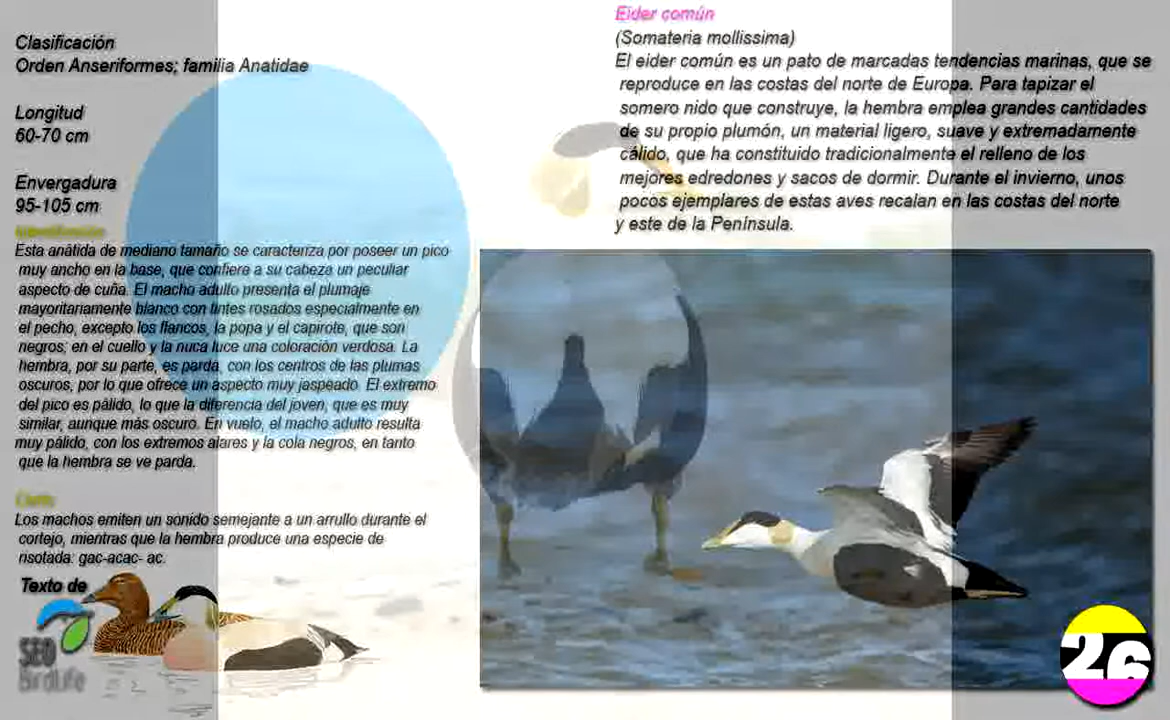 Clasificación
Orden Anseriformes; familia Anatidae
Longitud
60-70 cm
Envergadura
95-105 cm
Identificación
Esta anátida de mediano tamaño se caracteriza por poseer un pico
muy ancho en la base, que confiere a su cabeza un peculiar
aspecto de cuña. El macho adulto presenta el plumaje
mayoritariamente blanco con tintes rosados especialmente en
el pecho, excepto los flancos, la popa y el capirote, que son
negros; en el cuello y la nuca luce una coloración verdosa. La
hembra, por su parte, es parda, con los centros de las plumas
oscuros, por lo que ofrece un aspecto muy jaspeado. El extremo
del pico es pálido, lo que la diferencia del joven, que es muy
similar, aunque más oscuro. En vuelo, el macho adulto resulta
muy pálido, con los extremos alares y la cola negros, en tanto
que la hembra se ve parda.
Canto
Los machos emiten un sonido semejante a un arrullo durante el
cortejo, mientras que la hembra produce una especie de
risotada: gac-acac- ac.
Texto de
SEO
BirdLife
Eider común
(Somateria mollissima)
El eider común es un pato de marcadas tendencias marinas, que se
reproduce en las costas del norte de Europa. Para tapizar el
somero nido que construye, la hembra emplea grandes cantidades
de su propio plumón, un material ligero, suave y extremadamente
cálido, que ha constituido tradicionalmente el relleno de los
mejores edredones y sacos de dormir. Durante el invierno, unos
pocos ejemplares de estas aves recalan en las costas del norte
y este de la Península.
26